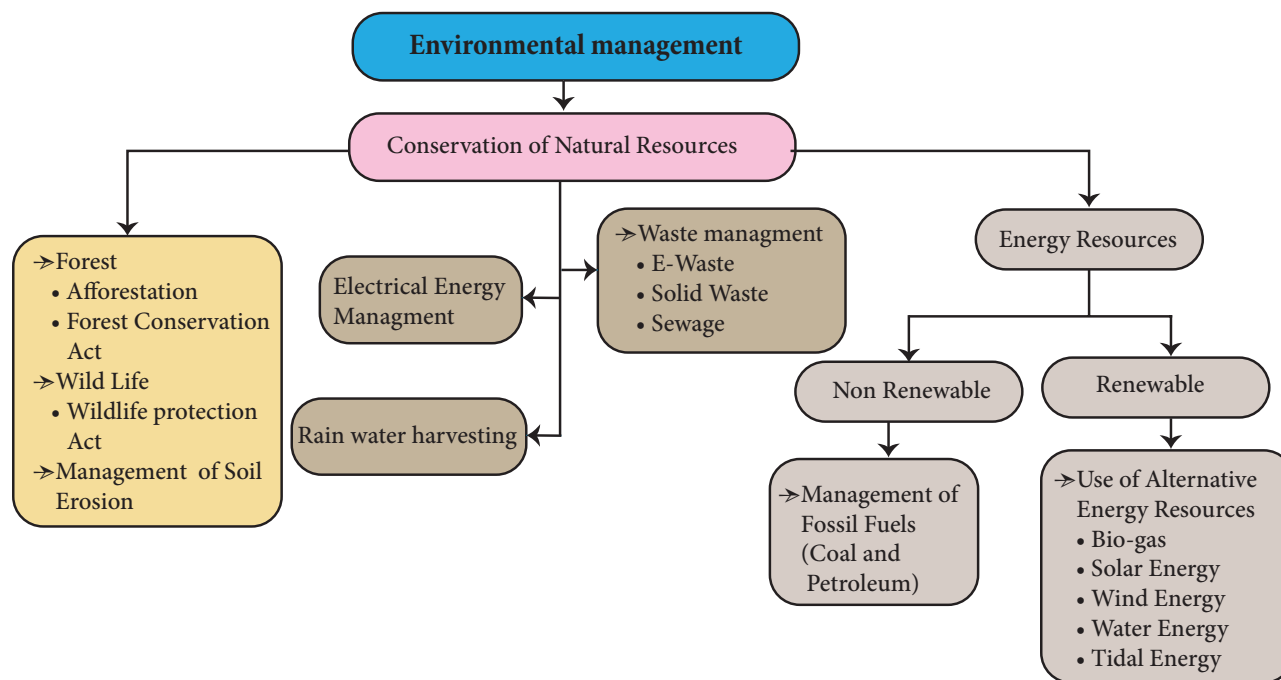 Environmental management
Conservation of Natural Resources
➔Forest
• Afforestation
• Forest Conservation
Act
➔Wild Life
• Wildlife protection
Act
➔Management of Soil
Erosion
Electrical Energy
Managment
Rain water harvesting
➔Waste managment
• E-Waste
• Solid Waste
• Sewage
Energy Resources
Non Renewable
➔Management of
Fossil Fuels
(Coal and
Petroleum)
Renewable
➔Use of Alternative
Energy Resources
• Bio-gas
• Solar Energy
• Wind Energy
• Water Energy
• Tidal Energy